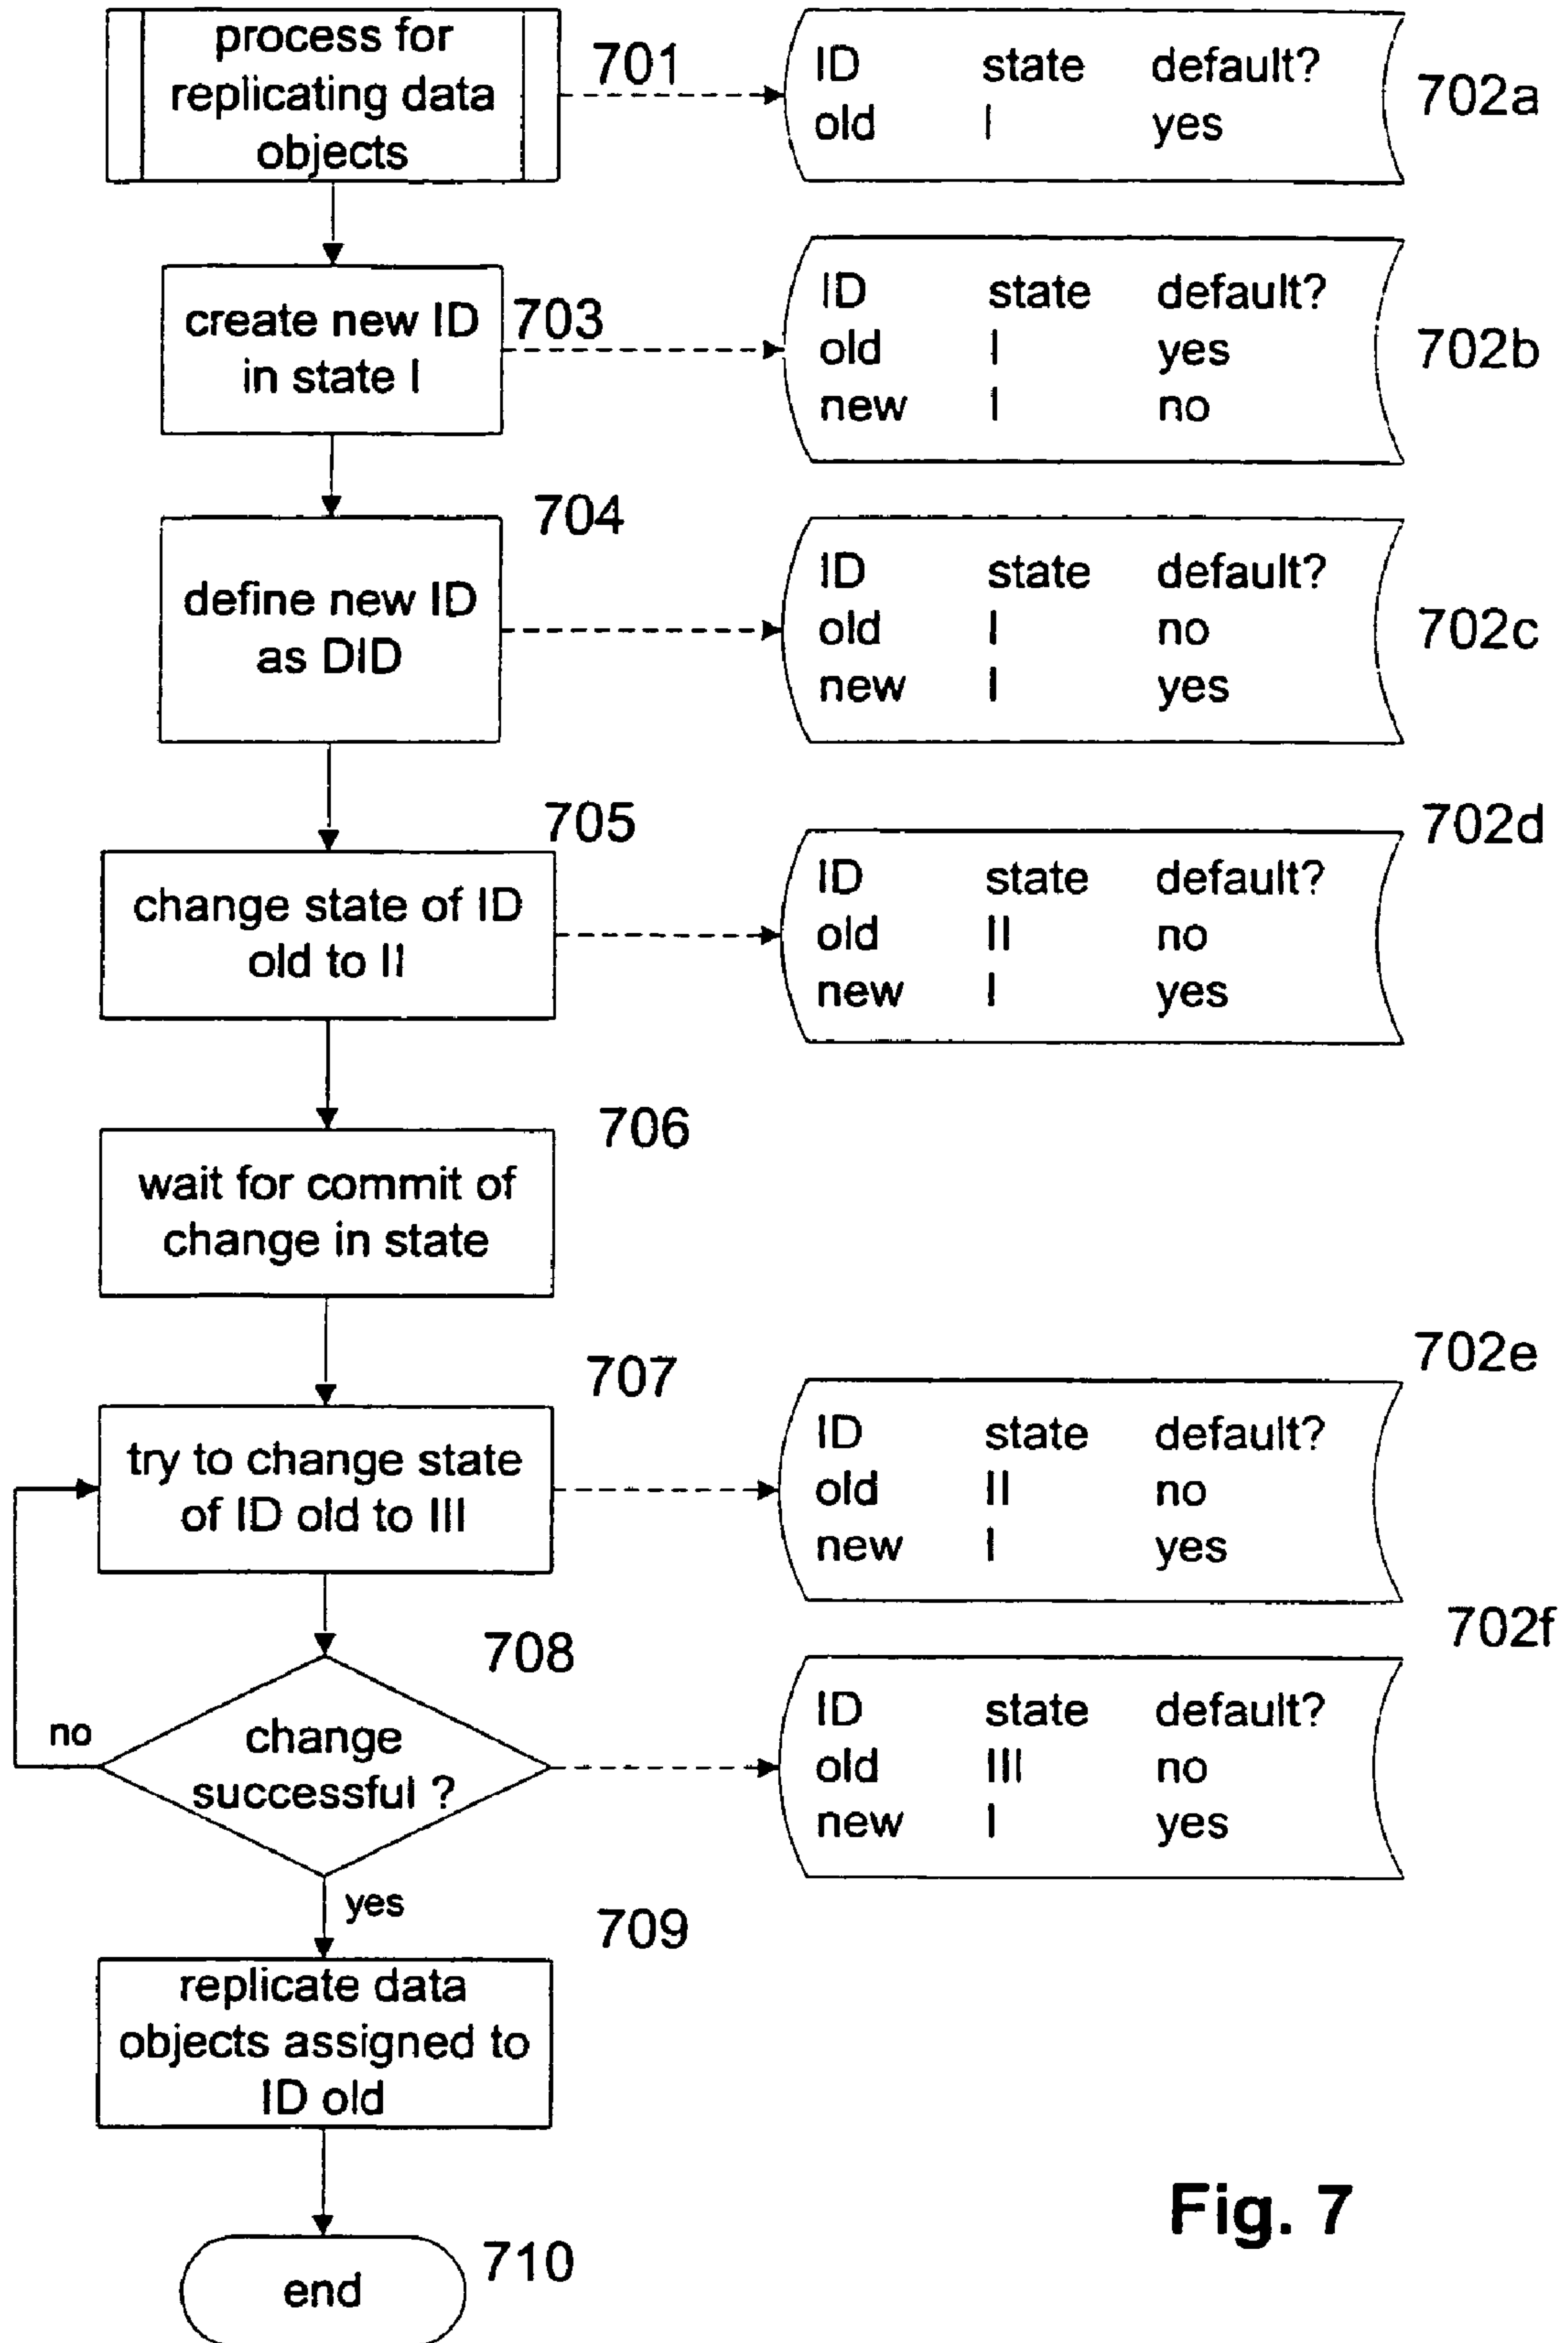 process for
replicating data
objects
701
ID state default?
old I yes
702a
create new ID
in state I
703
ID state default?
old I yes
new I no
702b
704
define new ID
as DID
ID state default?
old I no
new I yes
702c
705
change state of ID
old to II
702d
ID state default?
old II no
new I yes
706
wait for commit of
change in state
707
try to change state
of ID old to III
702e
ID state default?
old II no
new I yes
708
no
change
successful ?
yes
702f
ID state default?
old III no
new I yes
709
replicate data
objects assigned to
ID old
710
end
Fig. 7